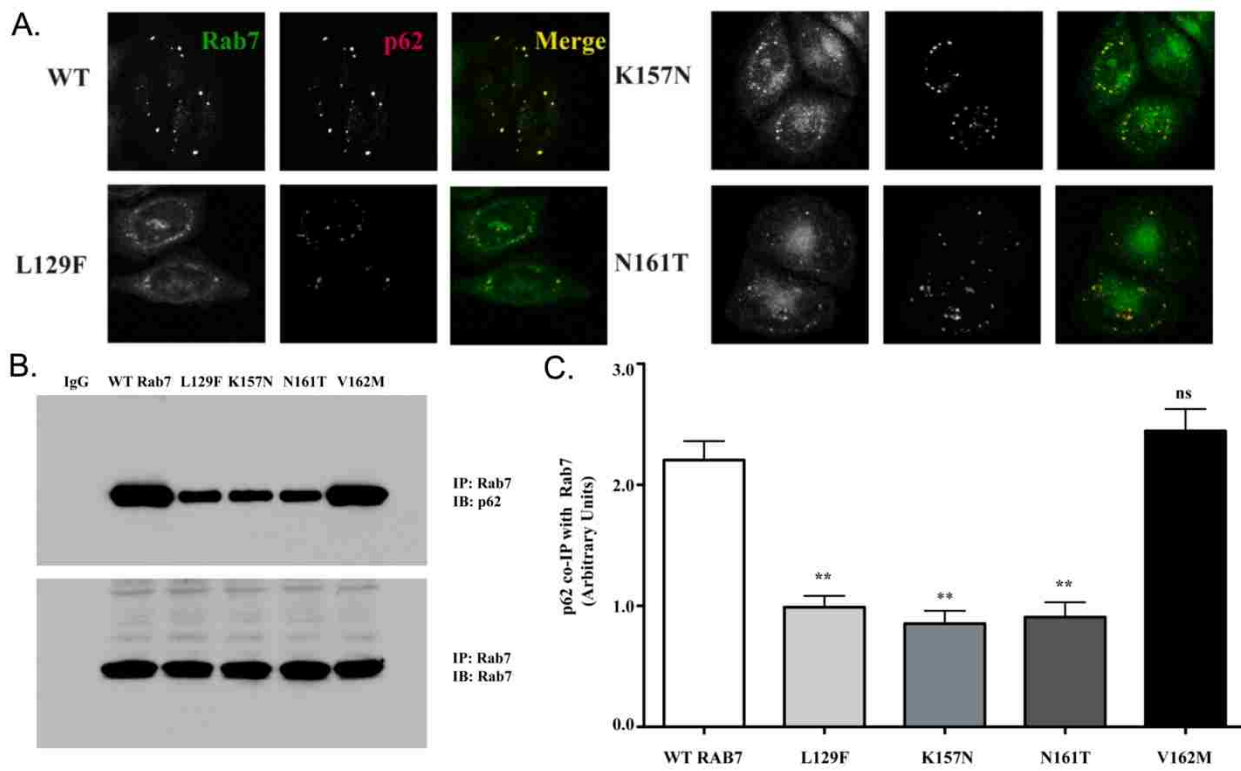 A.
Rab7
p62
Merge
WT
K157N
L129F
N161T
B.
IgG WT Rab7 L129F K157N N161T V162M
IP: Rab7
IB: p62
IP: Rab7
IB: Rab7
C.
p62 co-IP with Rab7
(Arbitrary Units)
3.0
2.0
1.0
0.0
**
**
**
ns
WT RAB7 L129F K157N N161T V162M